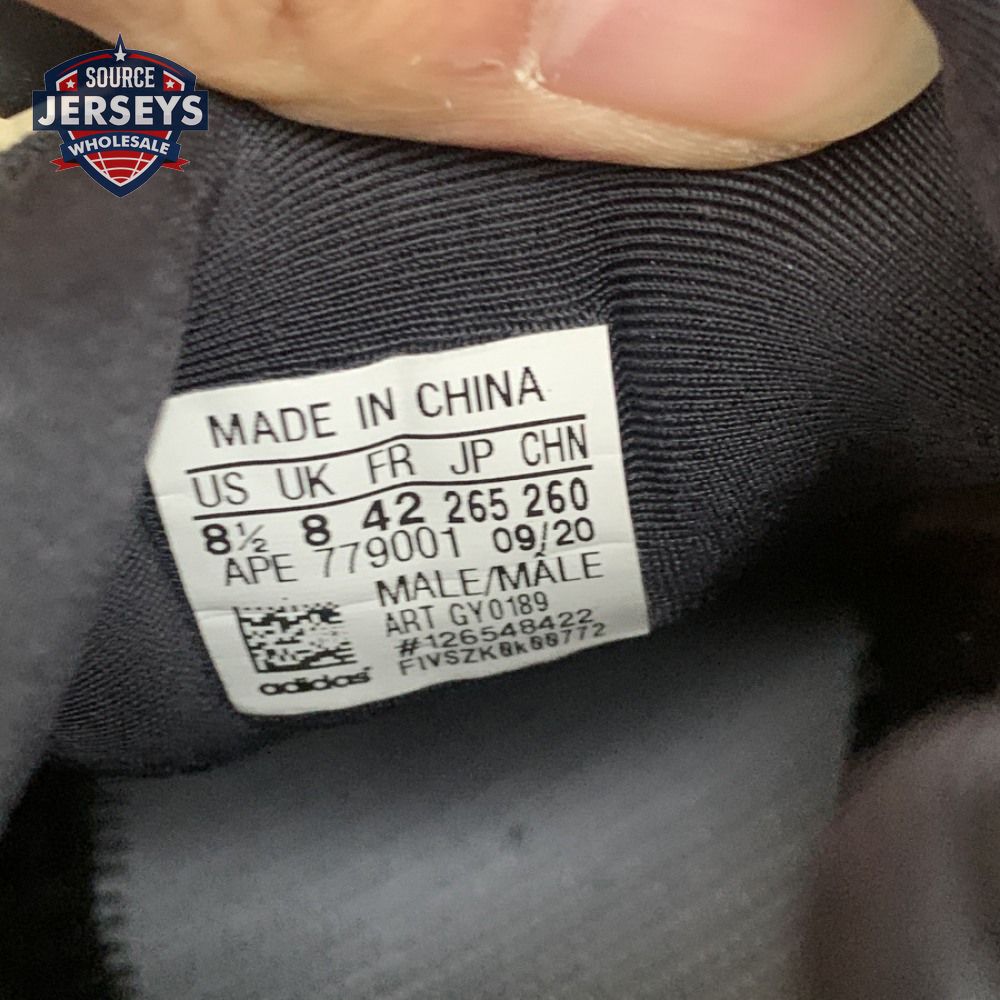 SOURCE
JERSEYS
WHOLESALE
MADE IN CHINA
US UK FR JP CHN
8½ 8 42 265 260
APE 779001 09/20
MALE/MÂLE
ART GY0189
#126548422
F1VSZK0k00772
adidas